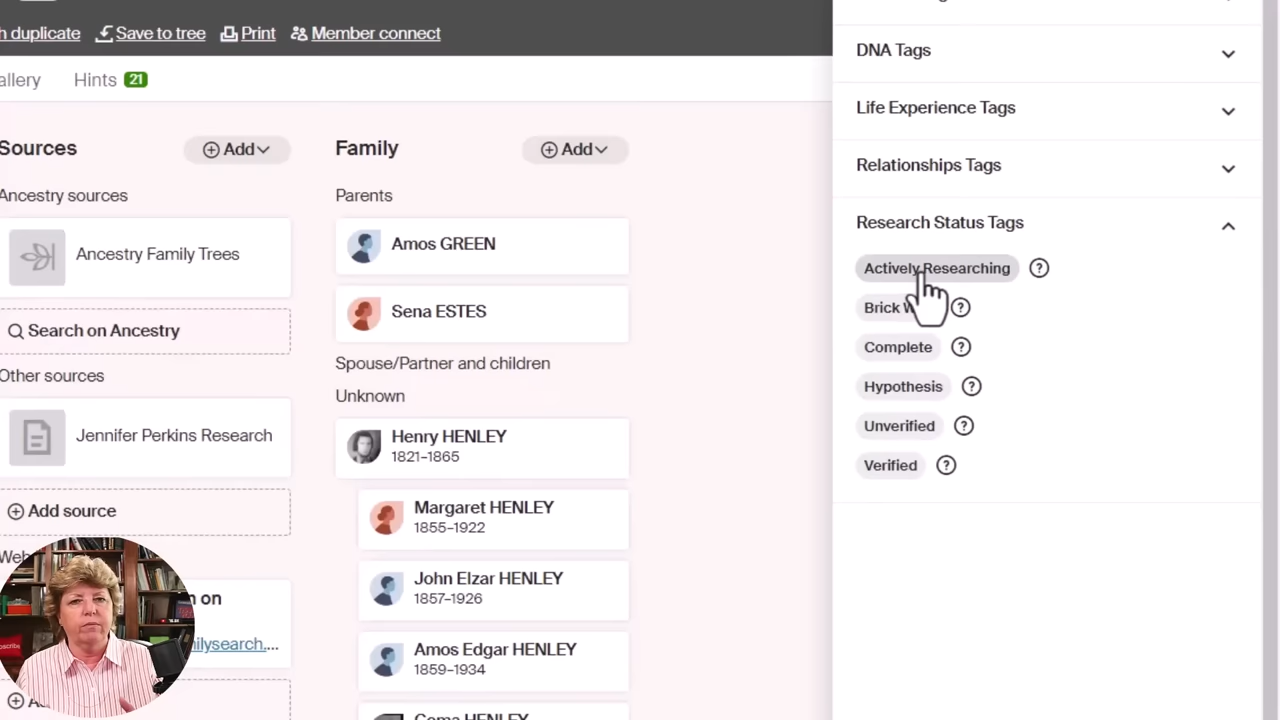 duplicate
Save to tree
Print
Member connect
Hints 21
Sources
Add
Ancestry sources
Ancestry Family Trees
Search on Ancestry
Other sources
Jennifer Perkins Research
Add source
on
Family
Add
Parents
Amos GREEN
Sena ESTES
Spouse/Partner and children
Unknown
Henry HENLEY
1821–1865
Margaret HENLEY
1855–1922
John Elzar HENLEY
1857–1926
Amos Edgar HENLEY
1859–1934
DNA Tags
Life Experience Tags
Relationships Tags
Research Status Tags
Actively Researching
Brick
Complete
Hypothesis
Unverified
Verified